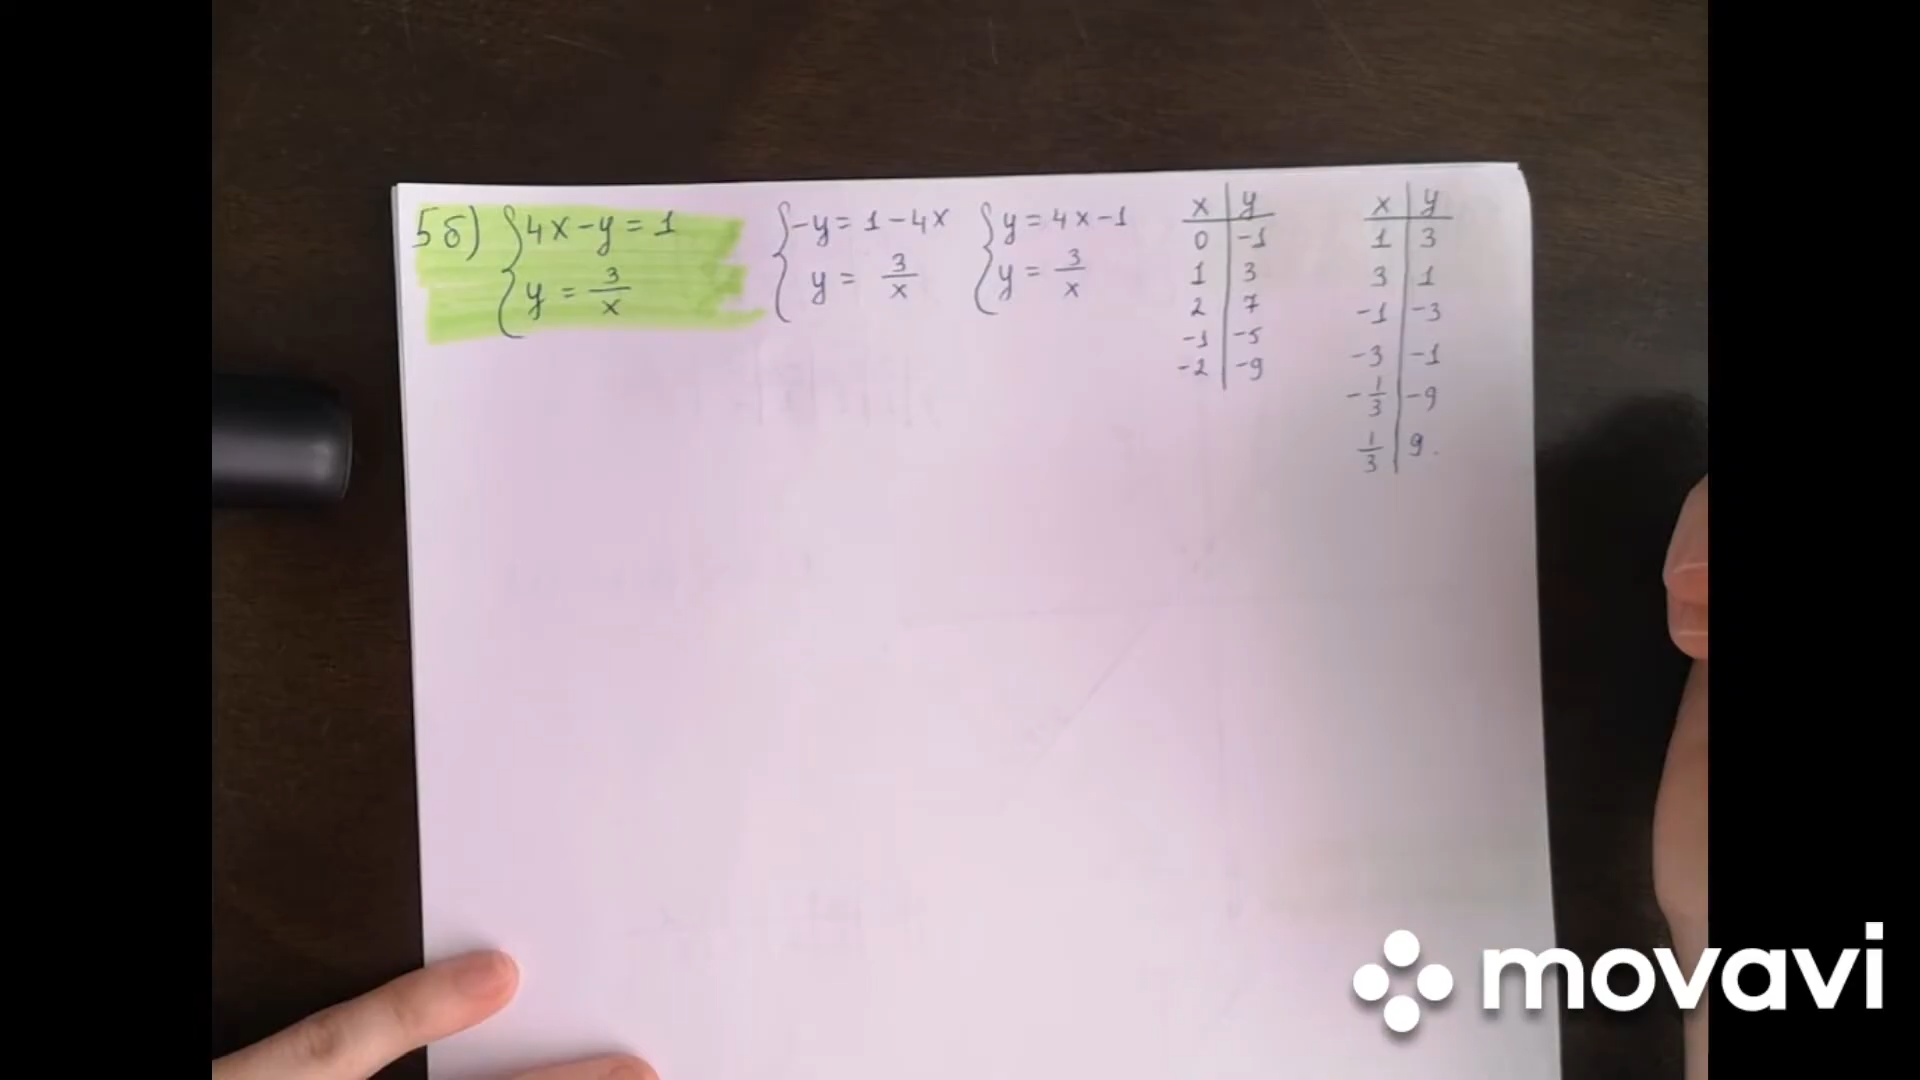 5б) { 4x - y = 1
y = 3/x
{ -y = 1 - 4x
y = 3/x
{ y = 4x - 1
y = 3/x
x | y
0 | -1
1 | 3
2 | 7
-1 | -5
-2 | -9
x | y
1 | 3
3 | 1
-1 | -3
-3 | -1
-1/3 | -9
1/3 | 9.
movavi